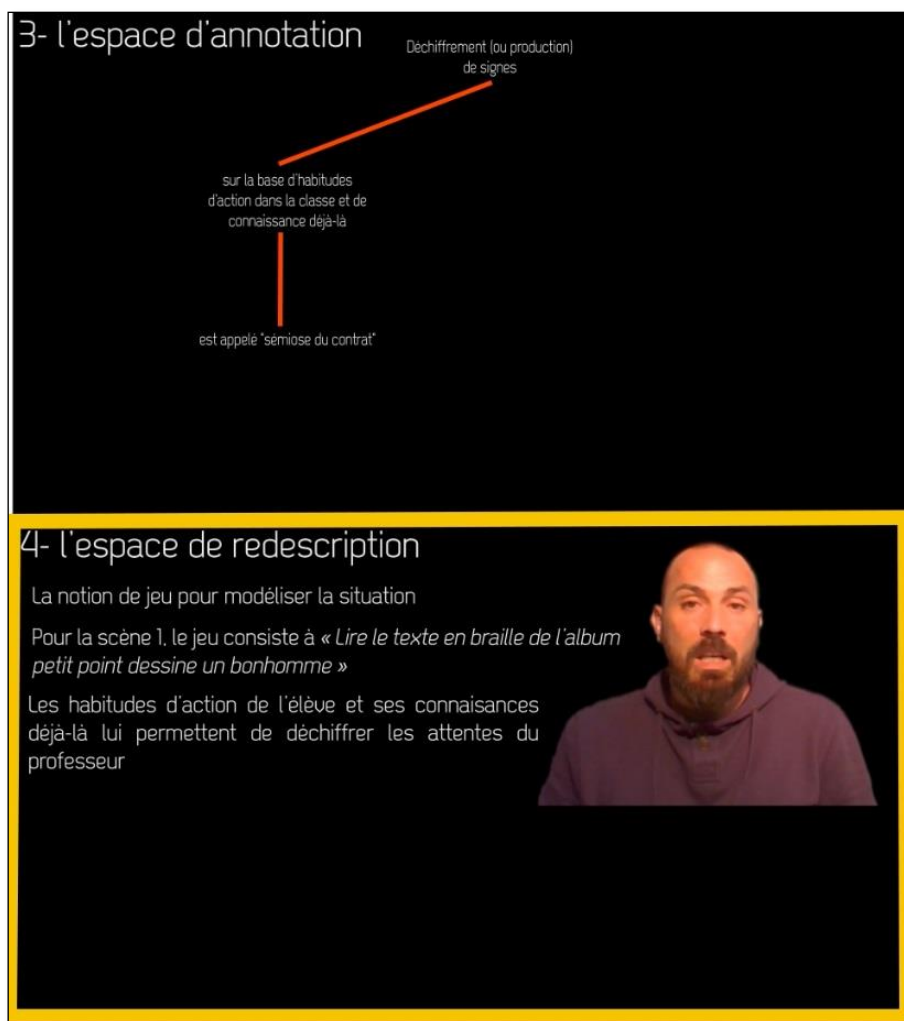 3- l'espace d'annotation
Déchiffrement (ou production)
de signes
sur la base d'habitudes
d'action dans la classe et de
connaissance déjà-là
est appelé "sémiose du contrat"
4- l'espace de redescription
La notion de jeu pour modéliser la situation
Pour la scène 1, le jeu consiste à « Lire le texte en braille de l'album
petit point dessine un bonhomme »
Les habitudes d'action de l'élève et ses connaisances
déjà-là lui permettent de déchiffrer les attentes du
professeur